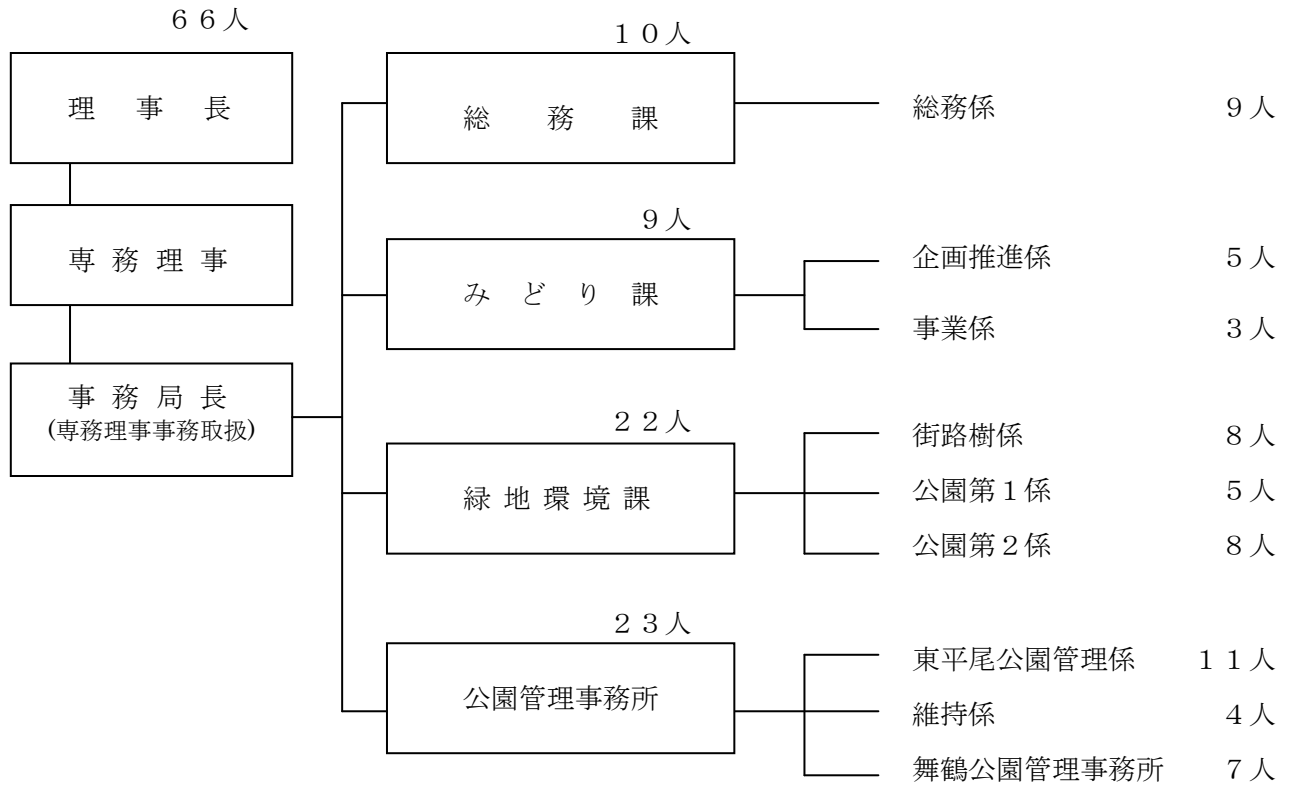 ６６人
理　事　長
専 務 理 事
事 務 局 長
(専務理事事務取扱)
１０人
総　務　課
総務係　９人
９人
み　ど　り　課
企画推進係　５人
事業係　３人
２２人
緑 地 環 境 課
街路樹係　８人
公園第１係　５人
公園第２係　８人
２３人
公園管理事務所
東平尾公園管理係　１１人
維持係　４人
舞鶴公園管理事務所　７人